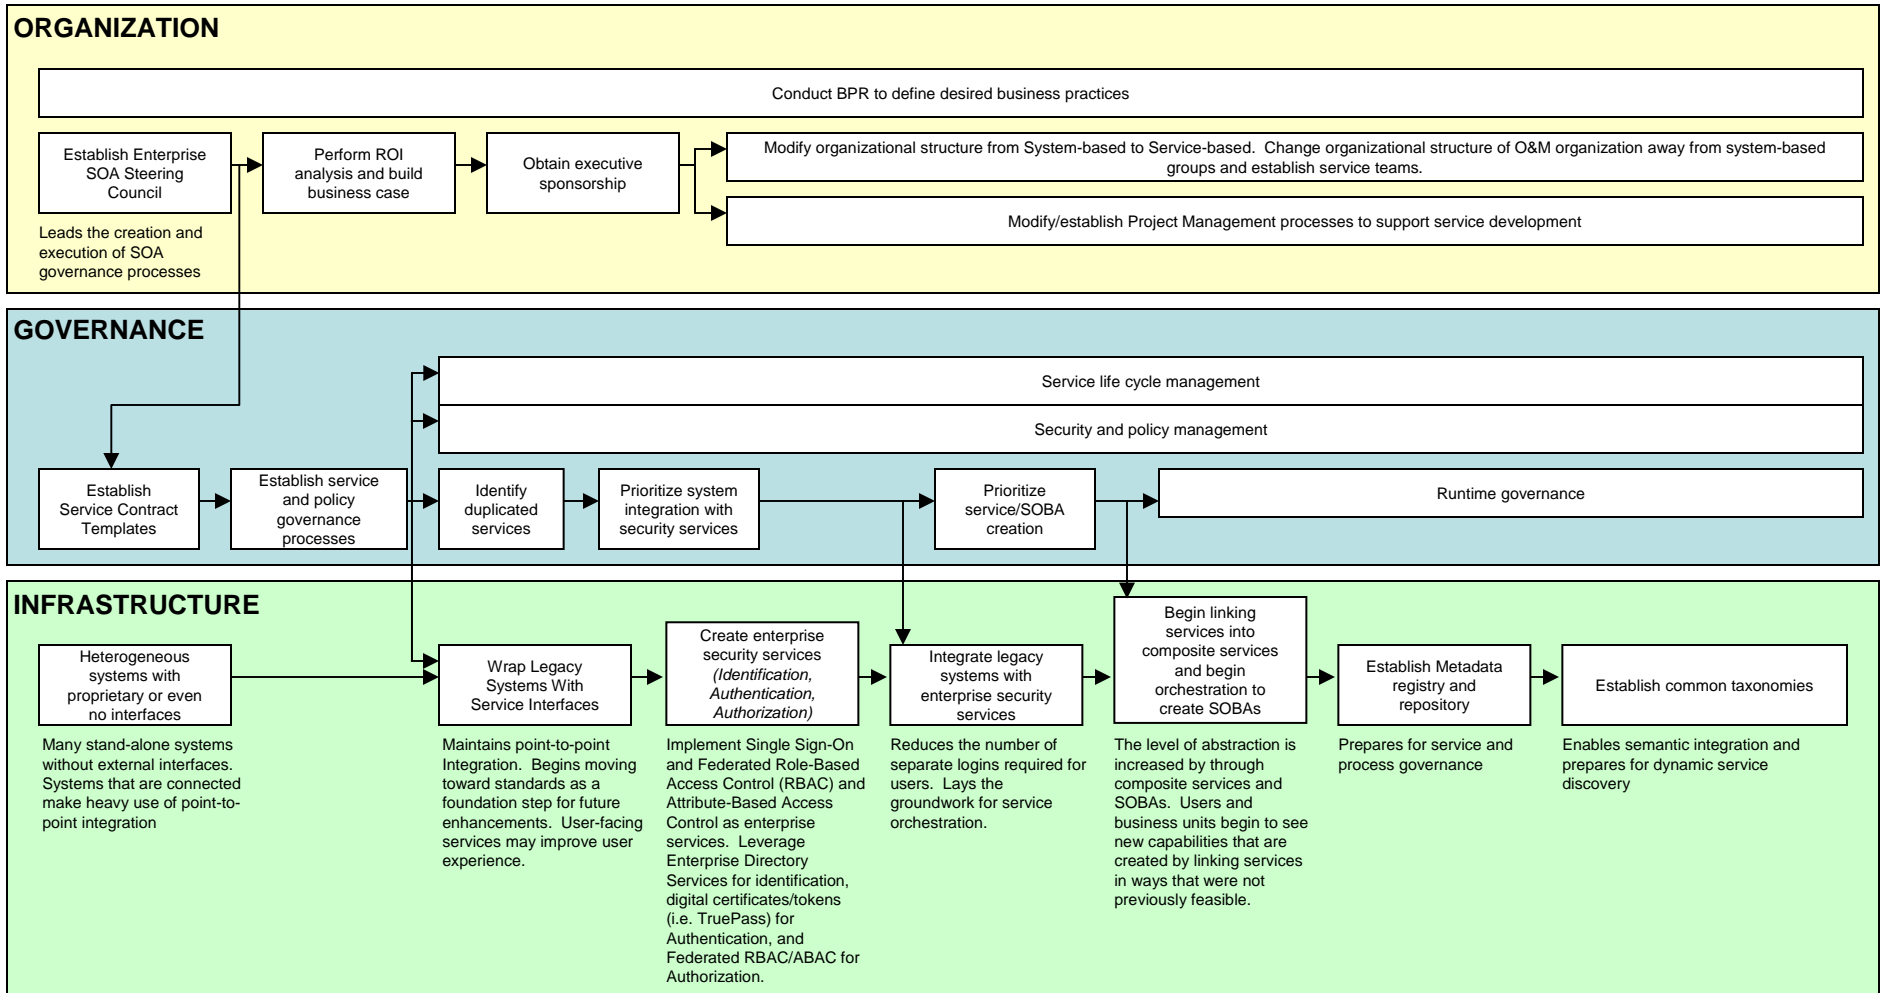 ORGANIZATION
Conduct BPR to define desired business practices
Establish Enterprise
SOA Steering
Council
Perform ROI
analysis and build
business case
Obtain executive
sponsorship
Modify organizational structure from System-based to Service-based.  Change organizational structure of O&M organization away from system-based
groups and establish service teams.
Modify/establish Project Management processes to support service development
Leads the creation and
execution of SOA
governance processes
GOVERNANCE
Service life cycle management
Security and policy management
Establish
Service Contract
Templates
Establish service
and policy
governance
processes
Identify
duplicated
services
Prioritize system
integration with
security services
Prioritize
service/SOBA
creation
Runtime governance
INFRASTRUCTURE
Heterogeneous
systems with
proprietary or even
no interfaces
Wrap Legacy
Systems With
Service Interfaces
Create enterprise
security services
(Identification,
Authentication,
Authorization)
Integrate legacy
systems with
enterprise security
services
Begin linking
services into
composite services
and begin
orchestration to
create SOBAs
Establish Metadata
registry and
repository
Establish common taxonomies
Many stand-alone systems
without external interfaces.
Systems that are connected
make heavy use of point-to-
point integration
Maintains point-to-point
Integration.  Begins moving
toward standards as a
foundation step for future
enhancements.  User-facing
services may improve user
experience.
Implement Single Sign-On
and Federated Role-Based
Access Control (RBAC) and
Attribute-Based Access
Control as enterprise
services.  Leverage
Enterprise Directory
Services for identification,
digital certificates/tokens
(i.e. TruePass) for
Authentication, and
Federated RBAC/ABAC for
Authorization.
Reduces the number of
separate logins required for
users.  Lays the
groundwork for service
orchestration.
The level of abstraction is
increased by through
composite services and
SOBAs.  Users and
business units begin to see
new capabilities that are
created by linking services
in ways that were not
previously feasible.
Prepares for service and
process governance
Enables semantic integration and
prepares for dynamic service
discovery